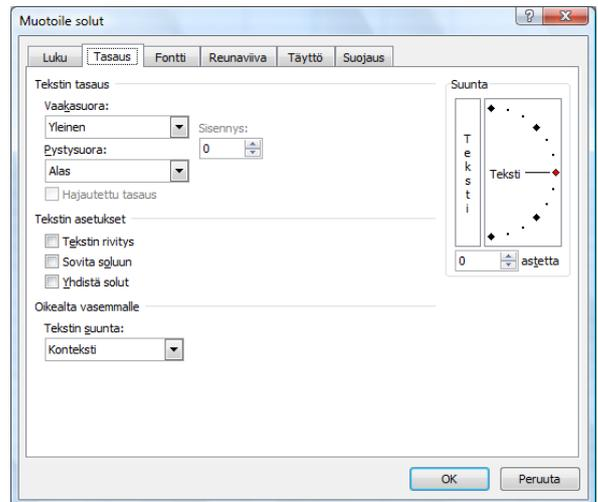 Muotoile solut
Luku Tasaus Fontti Reunaviiva Täyttö Suojaus
Tekstin tasaus
Vaakasuora:
Yleinen
Sisennys:
0
Pystysuora:
Alas
Hajautettu tasaus
Tekstin asetukset
Tekstin rivitys
Sovita soluun
Yhdistä solut
Oikealta vasemmalle
Tekstin suunta:
Konteksti
Suunta
Teksti
Teksti
0 astetta
OK Peruuta